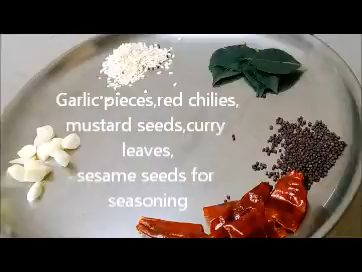 Garlic pieces,red chilies,
mustard seeds,curry
leaves,
sesame seeds for
seasoning